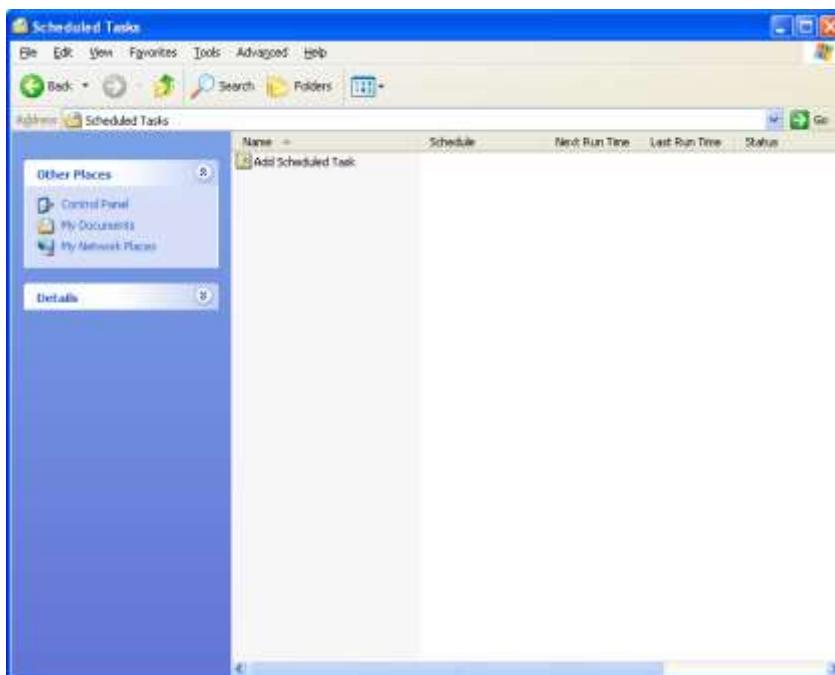 Scheduled Tasks
File Edit View Favorites Tools Advanced Help
Back Search Folders
Address Scheduled Tasks Go
Name Schedule Next Run Time Last Run Time Status
Add Scheduled Task
Other Places
Control Panel
My Documents
My Network Places
Details